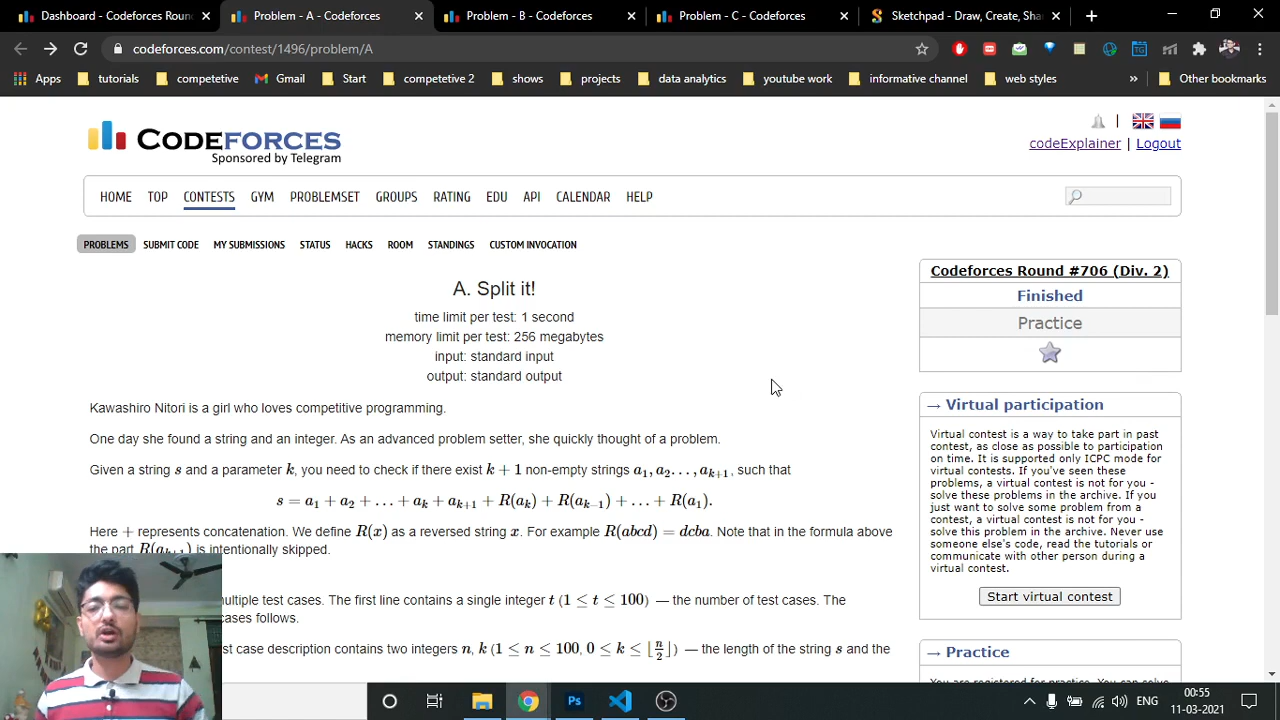 Dashboard - Codeforces Roun
Problem - A - Codeforces
Problem - B - Codeforces
Problem - C - Codeforces
Sketchpad - Draw, Create, Shar
codeforces.com/contest/1496/problem/A
Apps
tutorials
competetive
Gmail
Start
competetive 2
shows
projects
data analytics
youtube work
informative channel
web styles
»
Other bookmarks
CODEFORCES
Sponsored by Telegram
codeExplainer | Logout
HOME TOP CONTESTS GYM PROBLEMSET GROUPS RATING EDU API CALENDAR HELP
PROBLEMS SUBMIT CODE MY SUBMISSIONS STATUS HACKS ROOM STANDINGS CUSTOM INVOCATION
A. Split it!
time limit per test: 1 second
memory limit per test: 256 megabytes
input: standard input
output: standard output
Kawashiro Nitori is a girl who loves competitive programming.
One day she found a string and an integer. As an advanced problem setter, she quickly thought of a problem.
Given a string s and a parameter k, you need to check if there exist k + 1 non-empty strings a₁, a₂ . . . , aₖ₊₁, such that
s = a₁ + a₂ + . . . + aₖ + aₖ₊₁ + R(aₖ) + R(aₖ₋₁) + . . . + R(a₁).
Here + represents concatenation. We define R(x) as a reversed string x. For example R(abcd) = dcba. Note that in the formula above
the part R(aₖ₊₁) is intentionally skipped.
ultiple test cases. The first line contains a single integer t (1 ≤ t ≤ 100) — the number of test cases. The
cases follows.
st case description contains two integers n, k (1 ≤ n ≤ 100, 0 ≤ k ≤ ⌊n/2⌋) — the length of the string s and the
Codeforces Round #706 (Div. 2)
Finished
Practice
→ Virtual participation
Virtual contest is a way to take part in past
contest, as close as possible to participation
on time. It is supported only ICPC mode for
virtual contests. If you've seen these
problems, a virtual contest is not for you -
solve these problems in the archive. If you
just want to solve some problem from a
contest, a virtual contest is not for you -
solve this problem in the archive. Never use
someone else's code, read the tutorials or
communicate with other person during a
virtual contest.
Start virtual contest
→ Practice
You are registered for practice. You can solve
ENG
00:55
11-03-2021